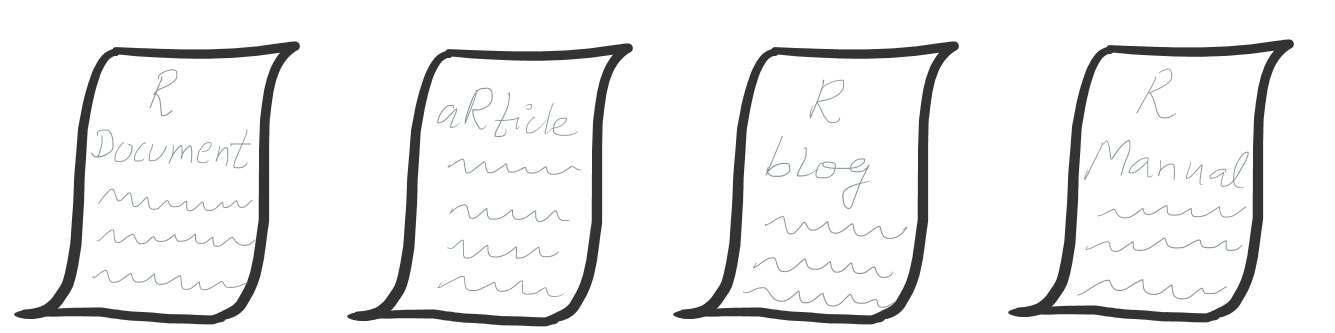 R
Document
aRticle
R
blog
R
Manual